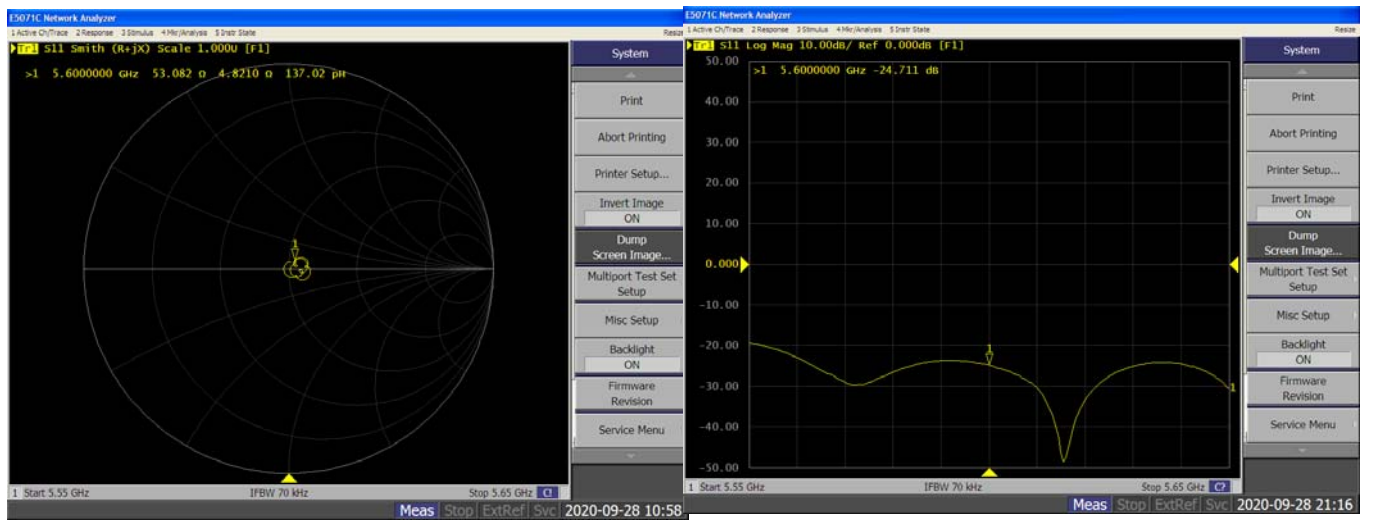 E5071C Network Analyzer
1 Active Ch/Trace 2 Response 3 Stimulus 4 Mkr/Analysis 5 Instr State
Tr1 S11 Smith (R+jX) Scale 1.000U [F1]
>1 5.6000000 GHz 53.082 Ω 4.8210 Ω 137.02 pH
1
System
Print
Abort Printing
Printer Setup...
Invert Image
ON
Dump
Screen Image...
Multiport Test Set
Setup
Misc Setup
Backlight
ON
Firmware
Revision
Service Menu
1 Start 5.55 GHz IFBW 70 kHz Stop 5.65 GHz
Meas Stop ExtRef Svc 2020-09-28 10:58
E5071C Network Analyzer
1 Active Ch/Trace 2 Response 3 Stimulus 4 Mkr/Analysis 5 Instr State Resize
Tr1 S11 Log Mag 10.00dB/ Ref 0.000dB [F1]
50.00
>1 5.6000000 GHz -24.711 dB
40.00
30.00
20.00
10.00
0.000
-10.00
-20.00
-30.00
-40.00
-50.00
1
1
System
Print
Abort Printing
Printer Setup...
Invert Image
ON
Dump
Screen Image...
Multiport Test Set
Setup
Misc Setup
Backlight
ON
Firmware
Revision
Service Menu
1 Start 5.55 GHz IFBW 70 kHz Stop 5.65 GHz C?
Meas Stop ExtRef Svc 2020-09-28 21:16